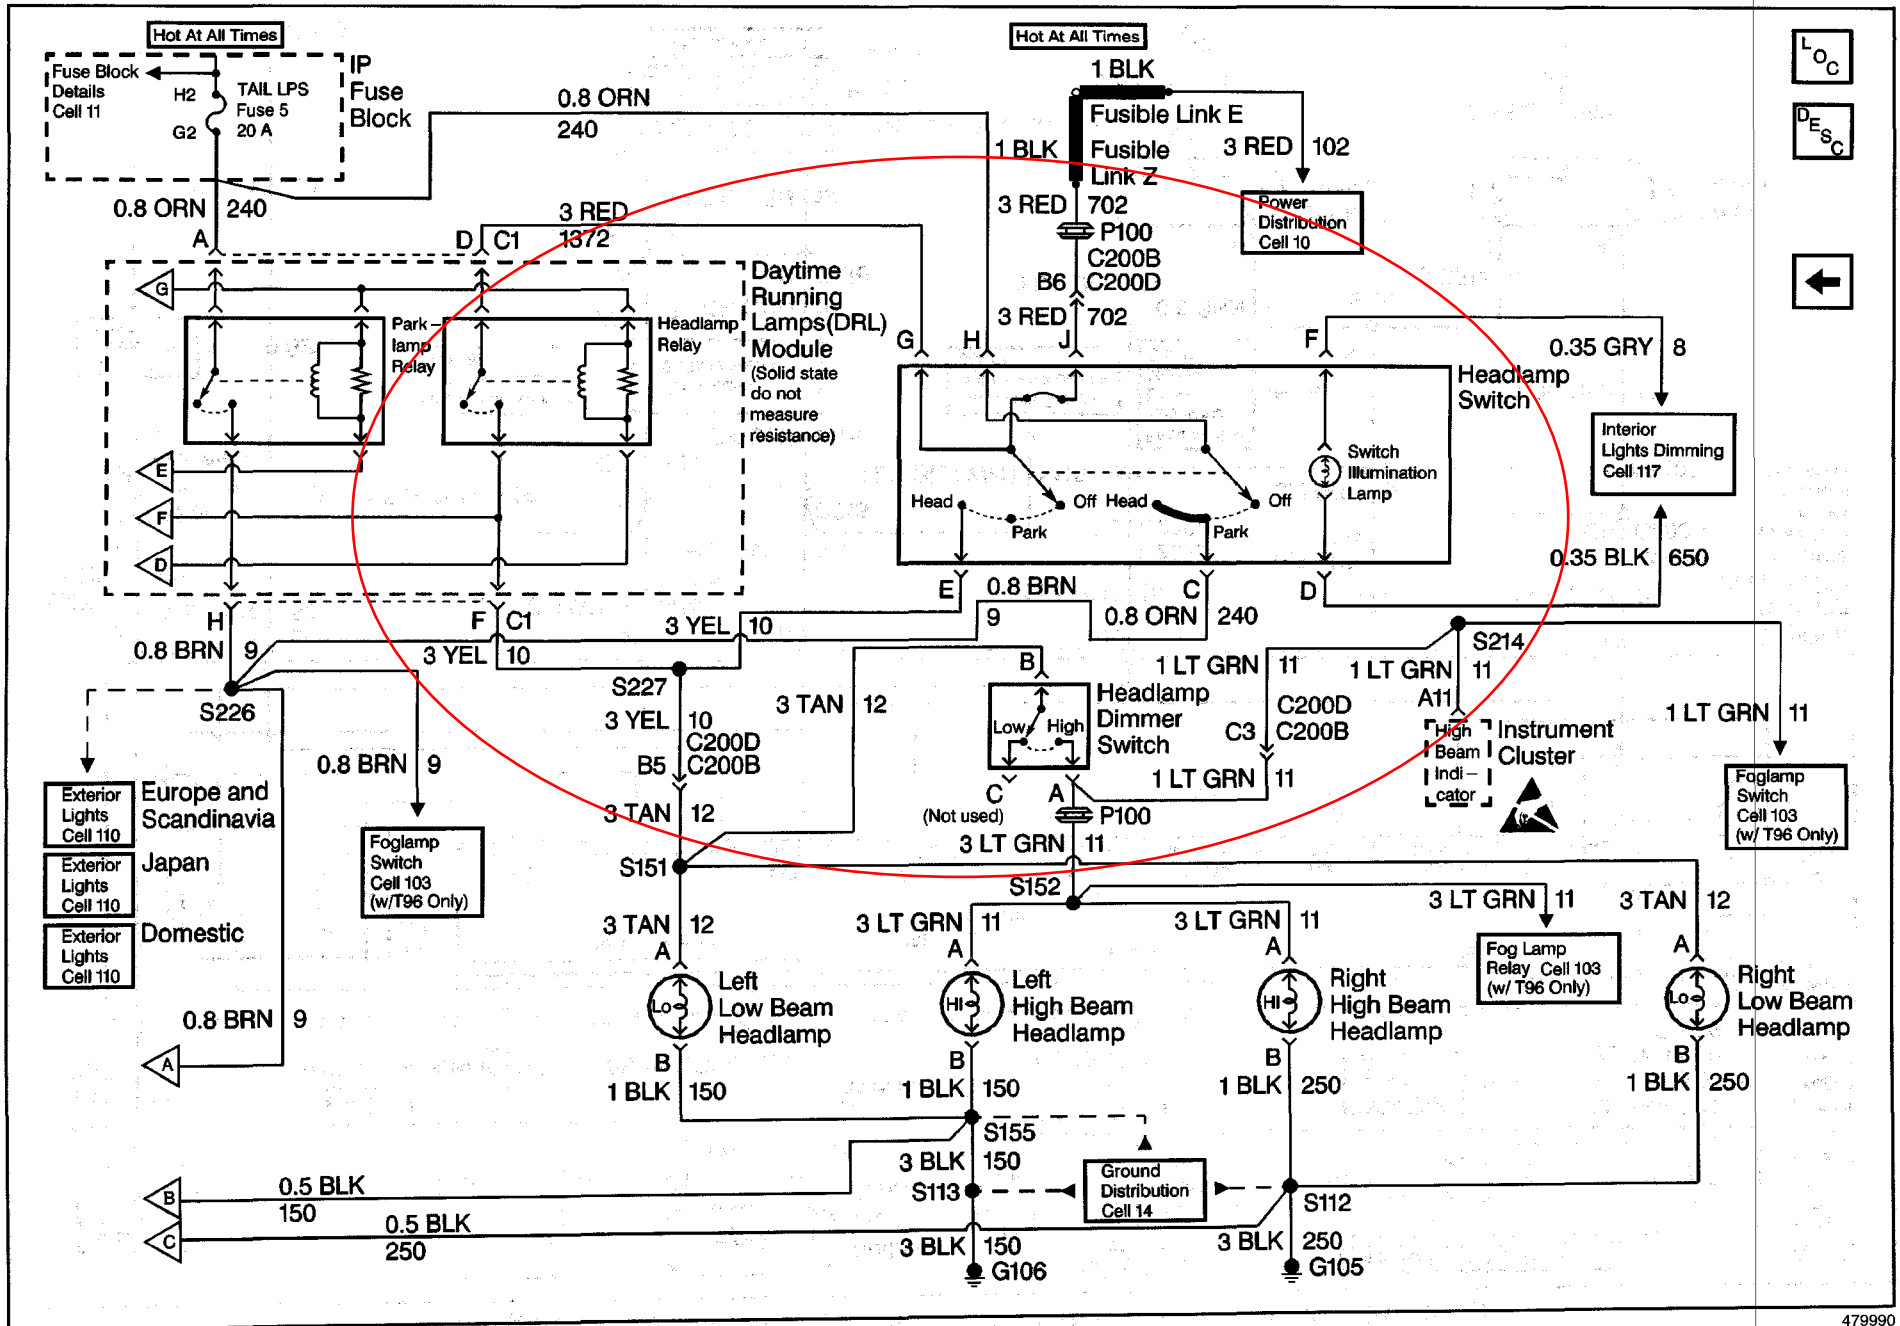 Hot At All Times
Fuse Block
Details
Cell 11
H2
G2
TAIL LPS
Fuse 5
20 A
IP
Fuse
Block
0.8 ORN
240
Hot At All Times
1 BLK
Fusible Link E
1 BLK
Fusible
Link Z
3 RED 102
Power
Distribution
Cell 10
L
O
C
D
E
S
C
0.8 ORN 240
A
D C1
3 RED
1372
3 RED 702
P100
C200B
B6 C200D
3 RED 702
G
H
J
F
Daytime
Running
Lamps(DRL)
Module
(Solid state
do not
measure
resistance)
G
Park –
lamp
Relay
Headlamp
Relay
E
F
D
Headlamp
Switch
Switch
Illumination
Lamp
Head
Off
Park
Head
Off
Park
0.35 GRY 8
Interior
Lights Dimming
Cell 117
0.35 BLK 650
E
C
D
0.8 BRN
9
0.8 ORN 240
H
F C1
0.8 BRN 9
3 YEL 10
3 YEL 10
S226
S227
3 YEL 10
C200D
B5 C200B
3 TAN 12
3 TAN 12
B
Low
High
Headlamp
Dimmer
Switch
C
(Not used)
A
P100
3 LT GRN 11
1 LT GRN 11
C200D
C3 C200B
1 LT GRN 11
S214
1 LT GRN 11
A11
High
Beam
Indi –
cator
Instrument
Cluster
1 LT GRN 11
Foglamp
Switch
Cell 103
(w/ T96 Only)
Exterior
Lights
Cell 110
Europe and
Scandinavia
Exterior
Lights
Cell 110
Japan
Exterior
Lights
Cell 110
Domestic
0.8 BRN 9
Foglamp
Switch
Cell 103
(w/T96 Only)
0.8 BRN 9
A
S151
S152
3 TAN 12
A
Lo
Left
Low Beam
Headlamp
B
1 BLK 150
3 LT GRN 11
A
HI
Left
High Beam
Headlamp
B
1 BLK 150
3 LT GRN 11
A
HI
Right
High Beam
Headlamp
B
1 BLK 250
3 LT GRN 11
Fog Lamp
Relay Cell 103
(w/ T96 Only)
3 TAN 12
A
Lo
Right
Low Beam
Headlamp
B
1 BLK 250
S155
3 BLK 150
S113
Ground
Distribution
Cell 14
S112
B
0.5 BLK
150
C
0.5 BLK
250
3 BLK 150
G106
3 BLK 250
G105
479990